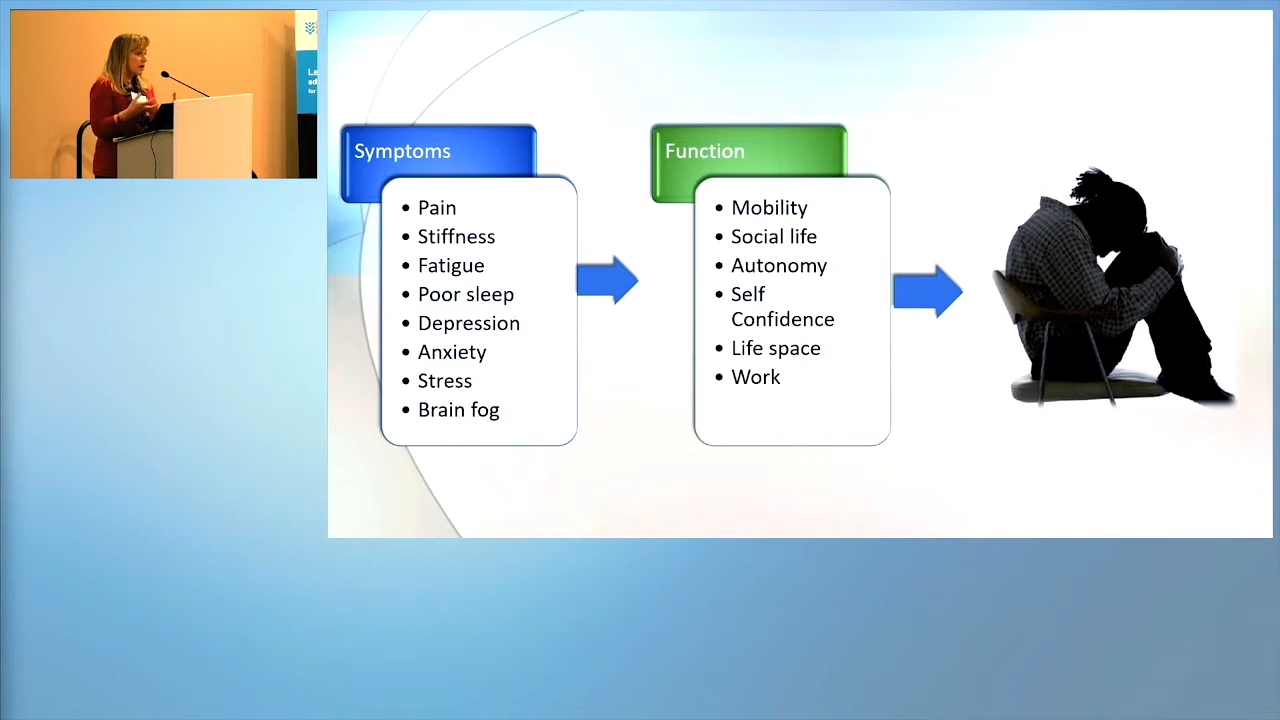 Symptoms
• Pain
• Stiffness
• Fatigue
• Poor sleep
• Depression
• Anxiety
• Stress
• Brain fog
Function
• Mobility
• Social life
• Autonomy
• Self
Confidence
• Life space
• Work